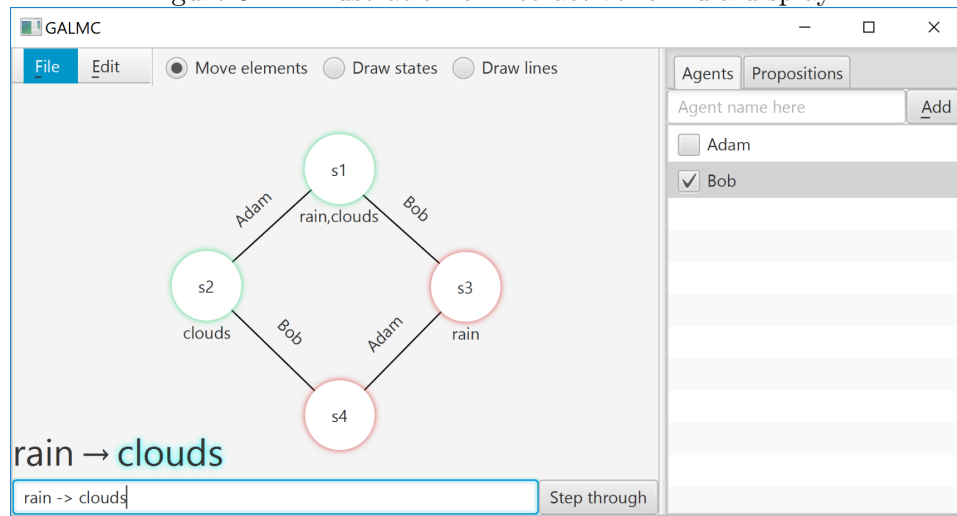 GALMC
File Edit Move elements Draw states Draw lines
Agents Propositions
Agent name here Add
Adam
Bob
s1
rain,clouds
Adam
Bob
s2
clouds
s3
rain
Bob
Adam
s4
rain → clouds
rain -> clouds Step through